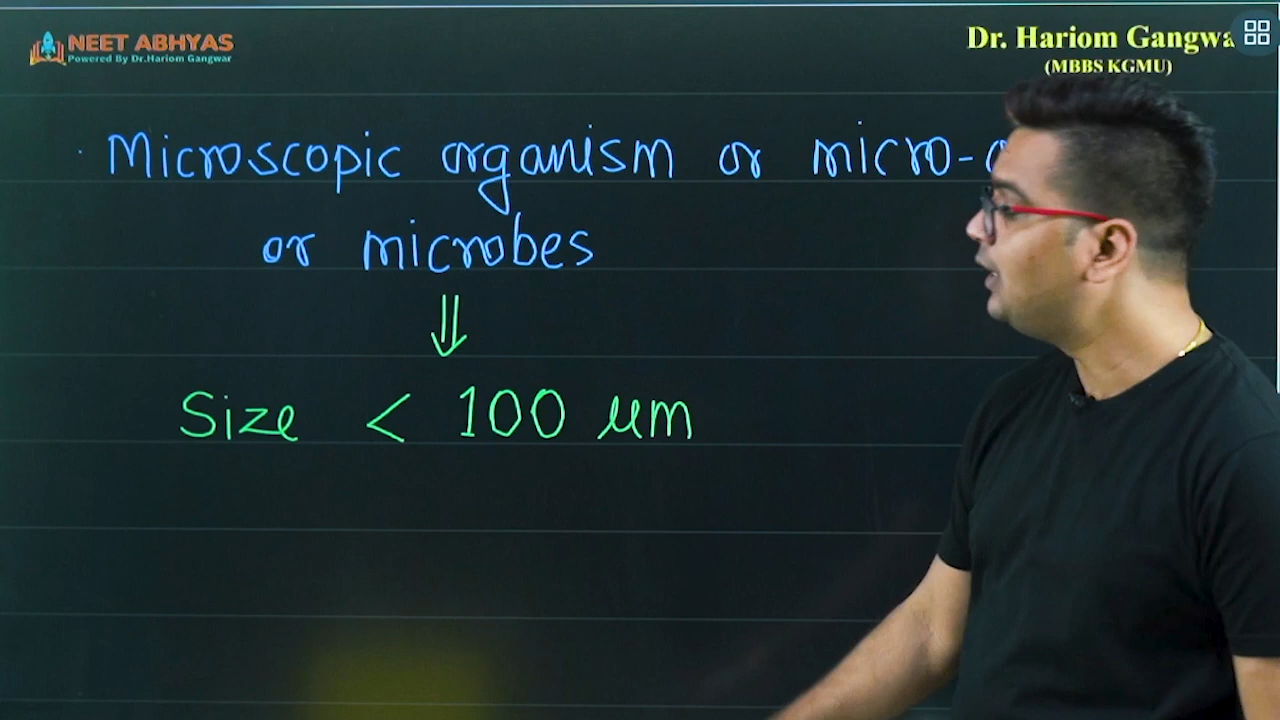 NEET ABHYAS
Powered By Dr.Hariom Gangwar
Dr. Hariom Gangwa
(MBBS KGMU)
Microscopic organism or micro-
or microbes
⇓
Size < 100 μm